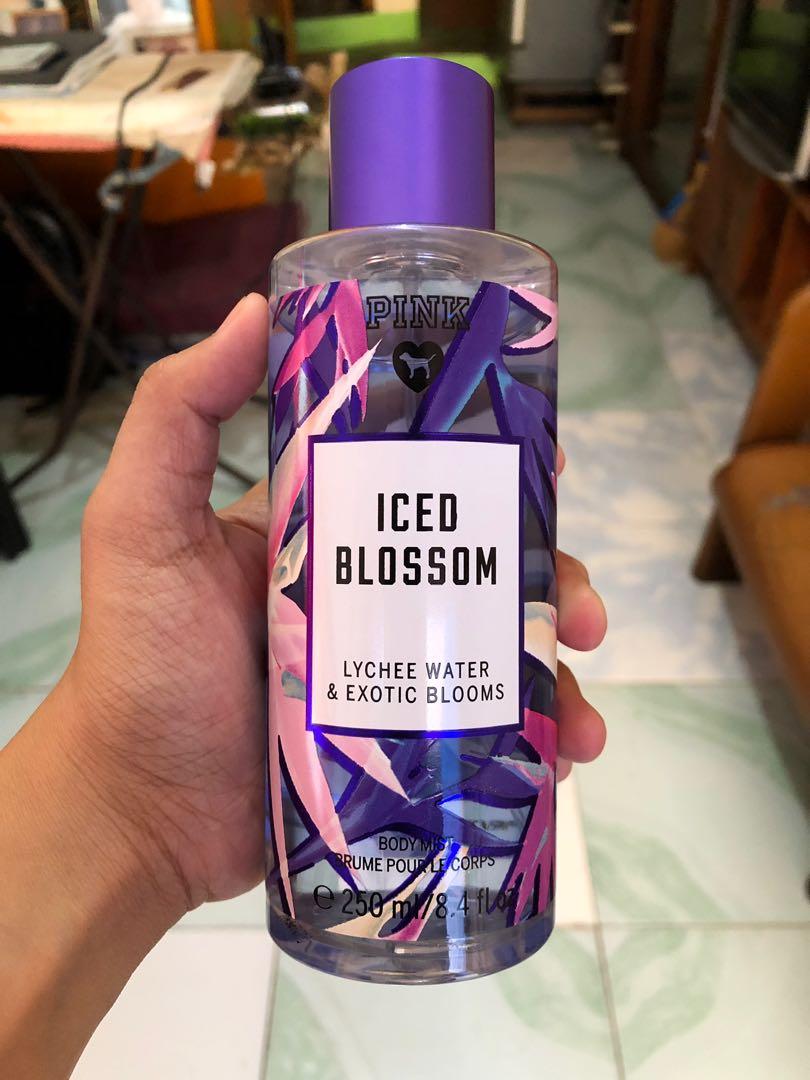 PINK
ICED
BLOSSOM
LYCHEE WATER
& EXOTIC BLOOMS
BODY MIST
BRUME POUR LE CORPS
℮ 250 ml/8.4 fl oz